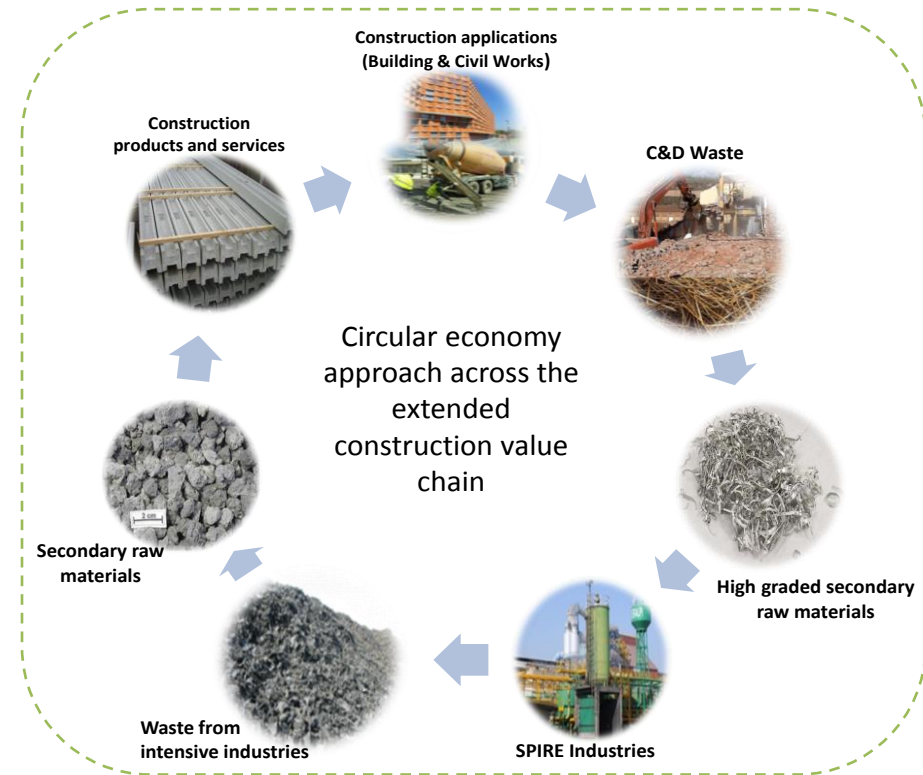 Construction applications
(Building & Civil Works)
Construction
products and services
C&D Waste
Circular economy
approach across the
extended
construction value
chain
2 cm
Secondary raw
materials
High graded secondary
raw materials
Waste from
intensive industries
SPIRE Industries